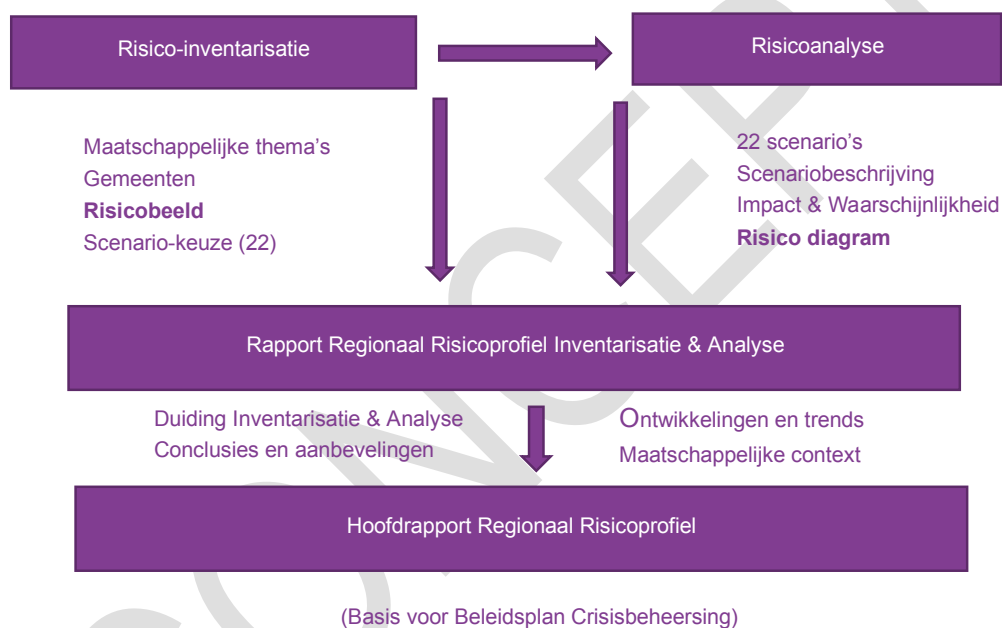 Risico-inventarisatie
Risicoanalyse
Maatschappelijke thema's
Gemeenten
Risicobeeld
Scenario-keuze (22)
22 scenario's
Scenariobeschrijving
Impact & Waarschijnlijkheid
Risico diagram
Rapport Regionaal Risicoprofiel Inventarisatie & Analyse
Duiding Inventarisatie & Analyse
Conclusies en aanbevelingen
Ontwikkelingen en trends
Maatschappelijke context
Hoofdrapport Regionaal Risicoprofiel
(Basis voor Beleidsplan Crisisbeheersing)